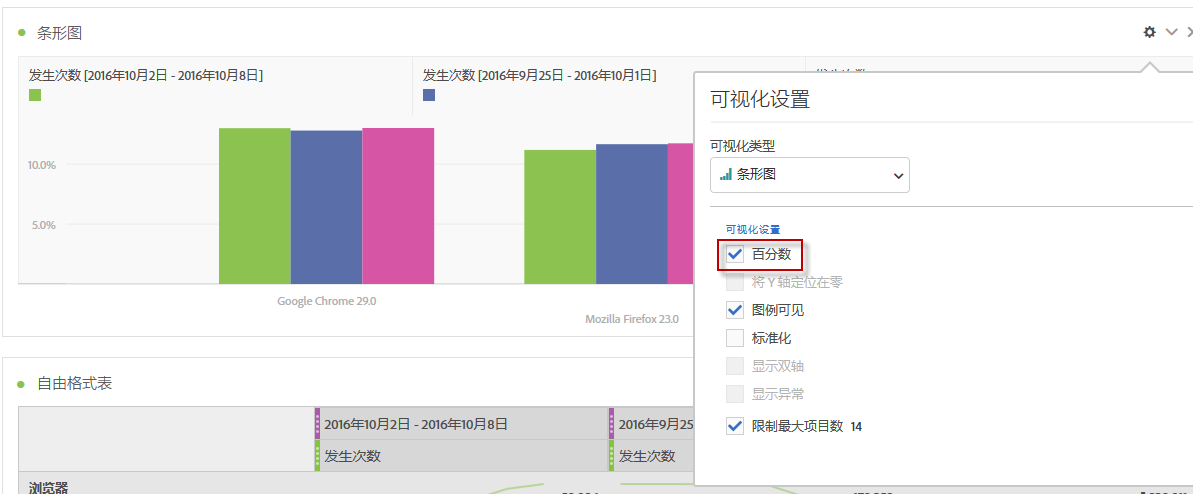 条形图
发生次数 [2016年10月2日 - 2016年10月8日]
发生次数 [2016年9月25日 - 2016年10月1日]
10.0%
5.0%
Google Chrome 29.0
Mozilla Firefox 23.0
可视化设置
可视化类型
条形图
可视化设置
百分数
将 Y 轴定位在零
图例可见
标准化
显示双轴
显示异常
限制最大项目数 14
自由格式表
2016年10月2日 - 2016年10月8日
2016年9月25
发生次数
发生次数
浏览器